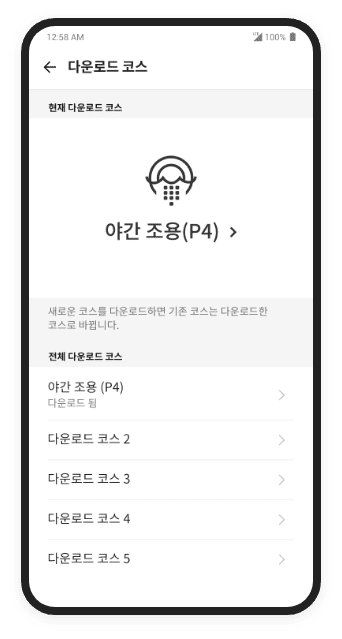 12:58 AM
100%
다운로드 코스
현재 다운로드 코스
야간 조용(P4)
새로운 코스를 다운로드하면 기존 코스는 다운로드한
코스로 바뀝니다.
전체 다운로드 코스
야간 조용 (P4)
다운로드 됨
다운로드 코스 2
다운로드 코스 3
다운로드 코스 4
다운로드 코스 5